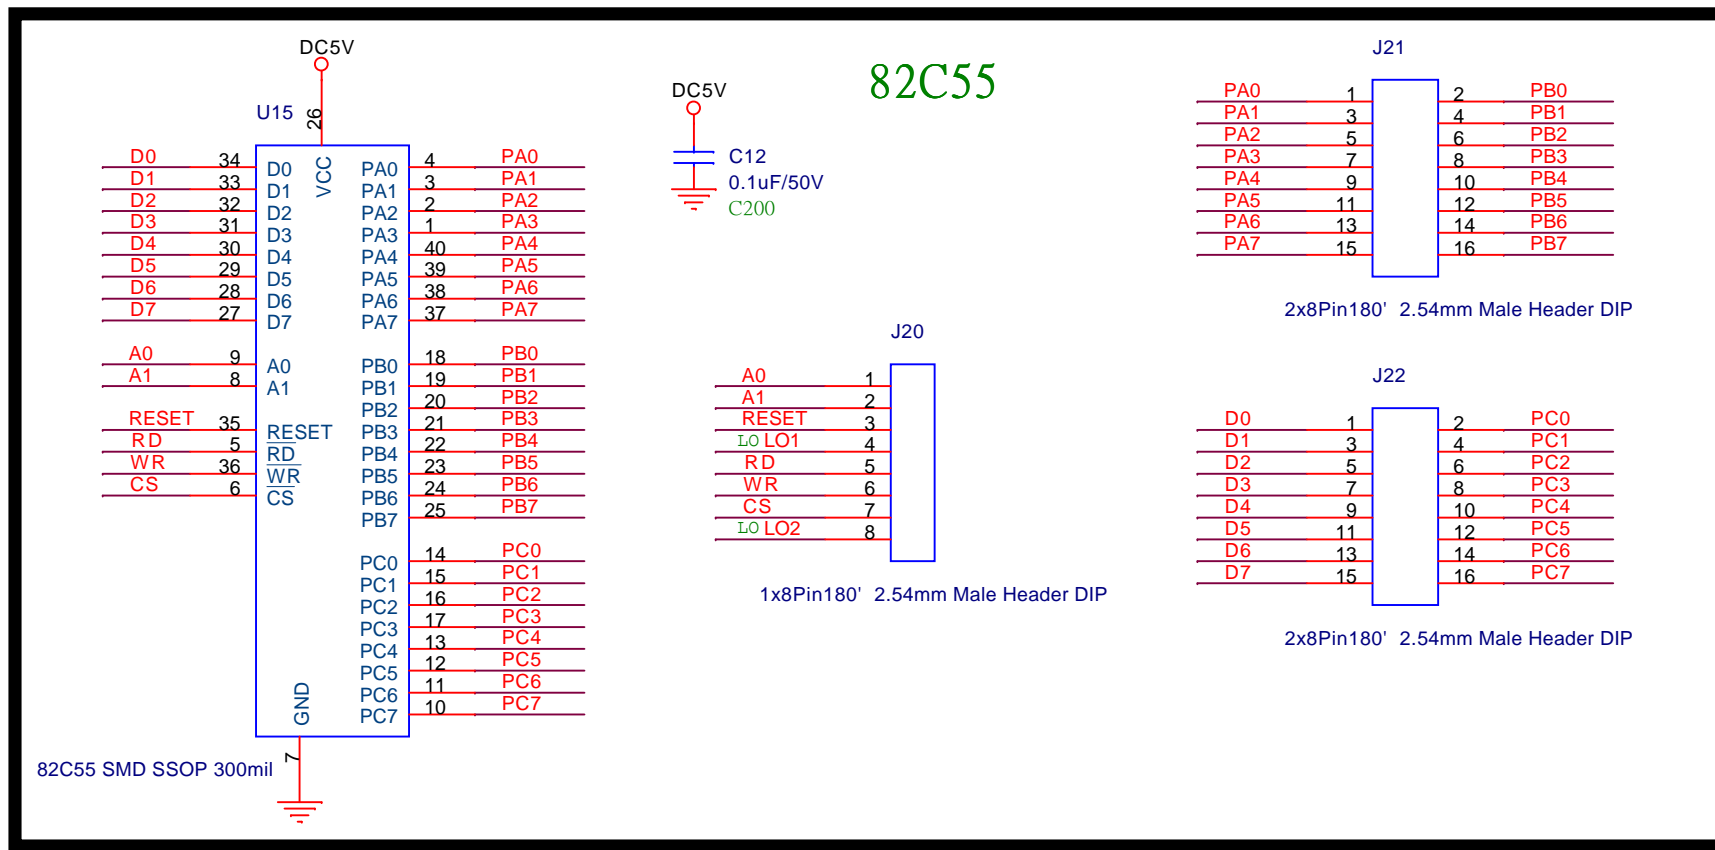 82C55
DC5V
U15
26
VCC
D0 34 D0 PA0 4 PA0
D1 33 D1 PA1 3 PA1
D2 32 D2 PA2 2 PA2
D3 31 D3 PA3 1 PA3
D4 30 D4 PA4 40 PA4
D5 29 D5 PA5 39 PA5
D6 28 D6 PA6 38 PA6
D7 27 D7 PA7 37 PA7
A0 9 A0 PB0 18 PB0
A1 8 A1 PB1 19 PB1
PB2 20 PB2
RESET 35 RESET PB3 21 PB3
RD 5 RD PB4 22 PB4
WR 36 WR PB5 23 PB5
CS 6 CS PB6 24 PB6
PB7 25 PB7
PC0 14 PC0
PC1 15 PC1
PC2 16 PC2
PC3 17 PC3
PC4 13 PC4
PC5 12 PC5
PC6 11 PC6
PC7 10 PC7
GND
7
82C55 SMD SSOP 300mil
DC5V
C12
0.1uF/50V
C200
J20
A0 1
A1 2
RESET 3
LO LO1 4
RD 5
WR 6
CS 7
LO LO2 8
1x8Pin180' 2.54mm Male Header DIP
J21
PA0 1 2 PB0
PA1 3 4 PB1
PA2 5 6 PB2
PA3 7 8 PB3
PA4 9 10 PB4
PA5 11 12 PB5
PA6 13 14 PB6
PA7 15 16 PB7
2x8Pin180' 2.54mm Male Header DIP
J22
D0 1 2 PC0
D1 3 4 PC1
D2 5 6 PC2
D3 7 8 PC3
D4 9 10 PC4
D5 11 12 PC5
D6 13 14 PC6
D7 15 16 PC7
2x8Pin180' 2.54mm Male Header DIP